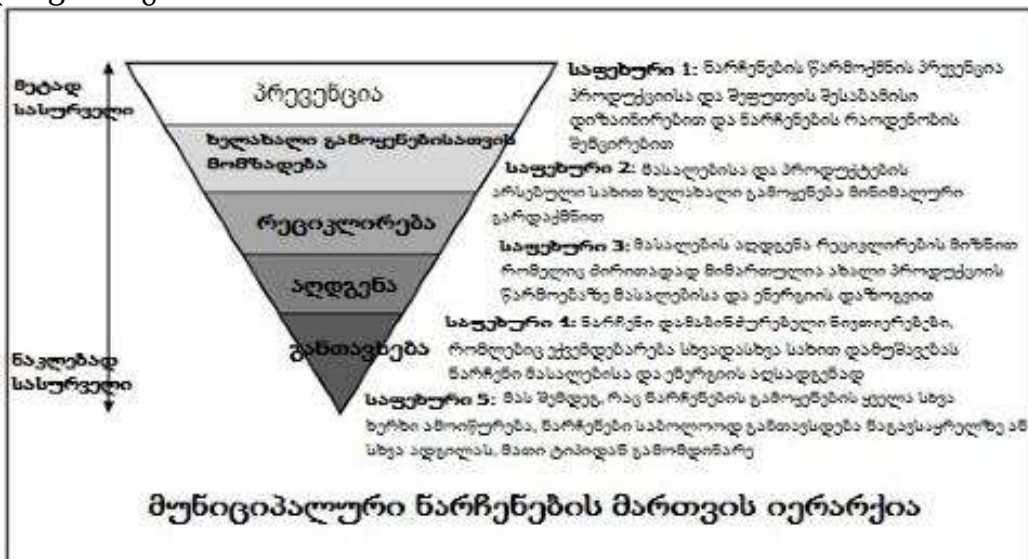 მეტად
სასურველი
პრევენცია
ხელახალი გამოყენებისათვის
მომზადება
რეციკლირება
აღდგენა
განთავსება
ნაკლებად
სასურველი
საფეხური 1: ნარჩენების წარმოქმნის პრევენცია
პროდუქციისა და შეფუთვის შესაბამისი
დიზაინირებით და ნარჩენების რაოდენობის
შემცირებით
საფეხური 2: მასალებისა და პროდუქტების
არსებული სახით ხელახალი გამოყენება მინიმალური
გარდაქმნით
საფეხური 3: მასალების აღდგენა რეციკლირების მიზნით
რომელიც ძირითადად მიმართულია ახალი პროდუქციის
წარმოებაზე მასალებისა და ენერგიის დაზოგვით
საფეხური 4: ნარჩენი დამაბინძურებელი ნივთიერებები,
რომლებიც ექვემდებარება სხვადასხვა სახით დამუშავებას
ნარჩენი მასალებისა და ენერგიის აღსადგენად
საფეხური 5: მას შემდეგ, რაც ნარჩენების გამოყენების ყველა სხვა
ხერხი ამოიწურება, ნარჩენები საბოლოოდ განთავსდება ნაგავსაყრელზე ან
სხვა ადგილას, მათი ტიპიდან გამომდინარე
მუნიციპალური ნარჩენების მართვის იერარქია